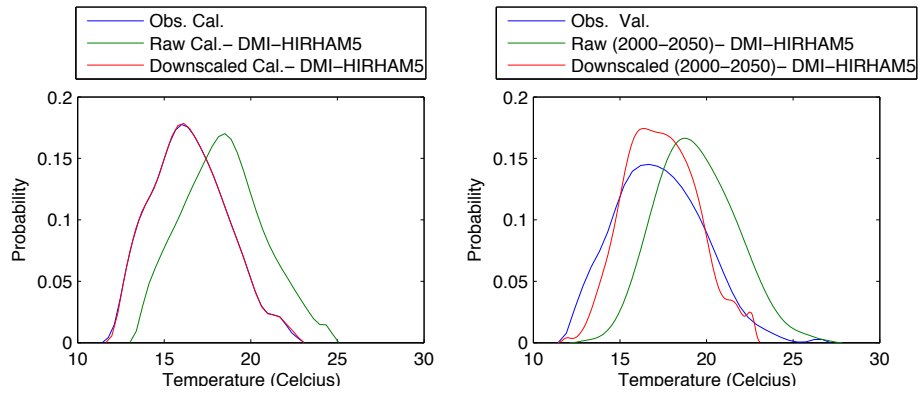 Obs. Cal.
Raw Cal.− DMI−HIRHAM5
Downscaled Cal.− DMI−HIRHAM5
0.2
0.15
0.1
0.05
0
Probability
10 15 20 25 30
Temperature (Celcius)
Obs. Val.
Raw (2000−2050)− DMI−HIRHAM5
Downscaled (2000−2050)− DMI−HIRHAM5
0.2
0.15
0.1
0.05
0
Probability
10 15 20 25 30
Temperature (Celcius)